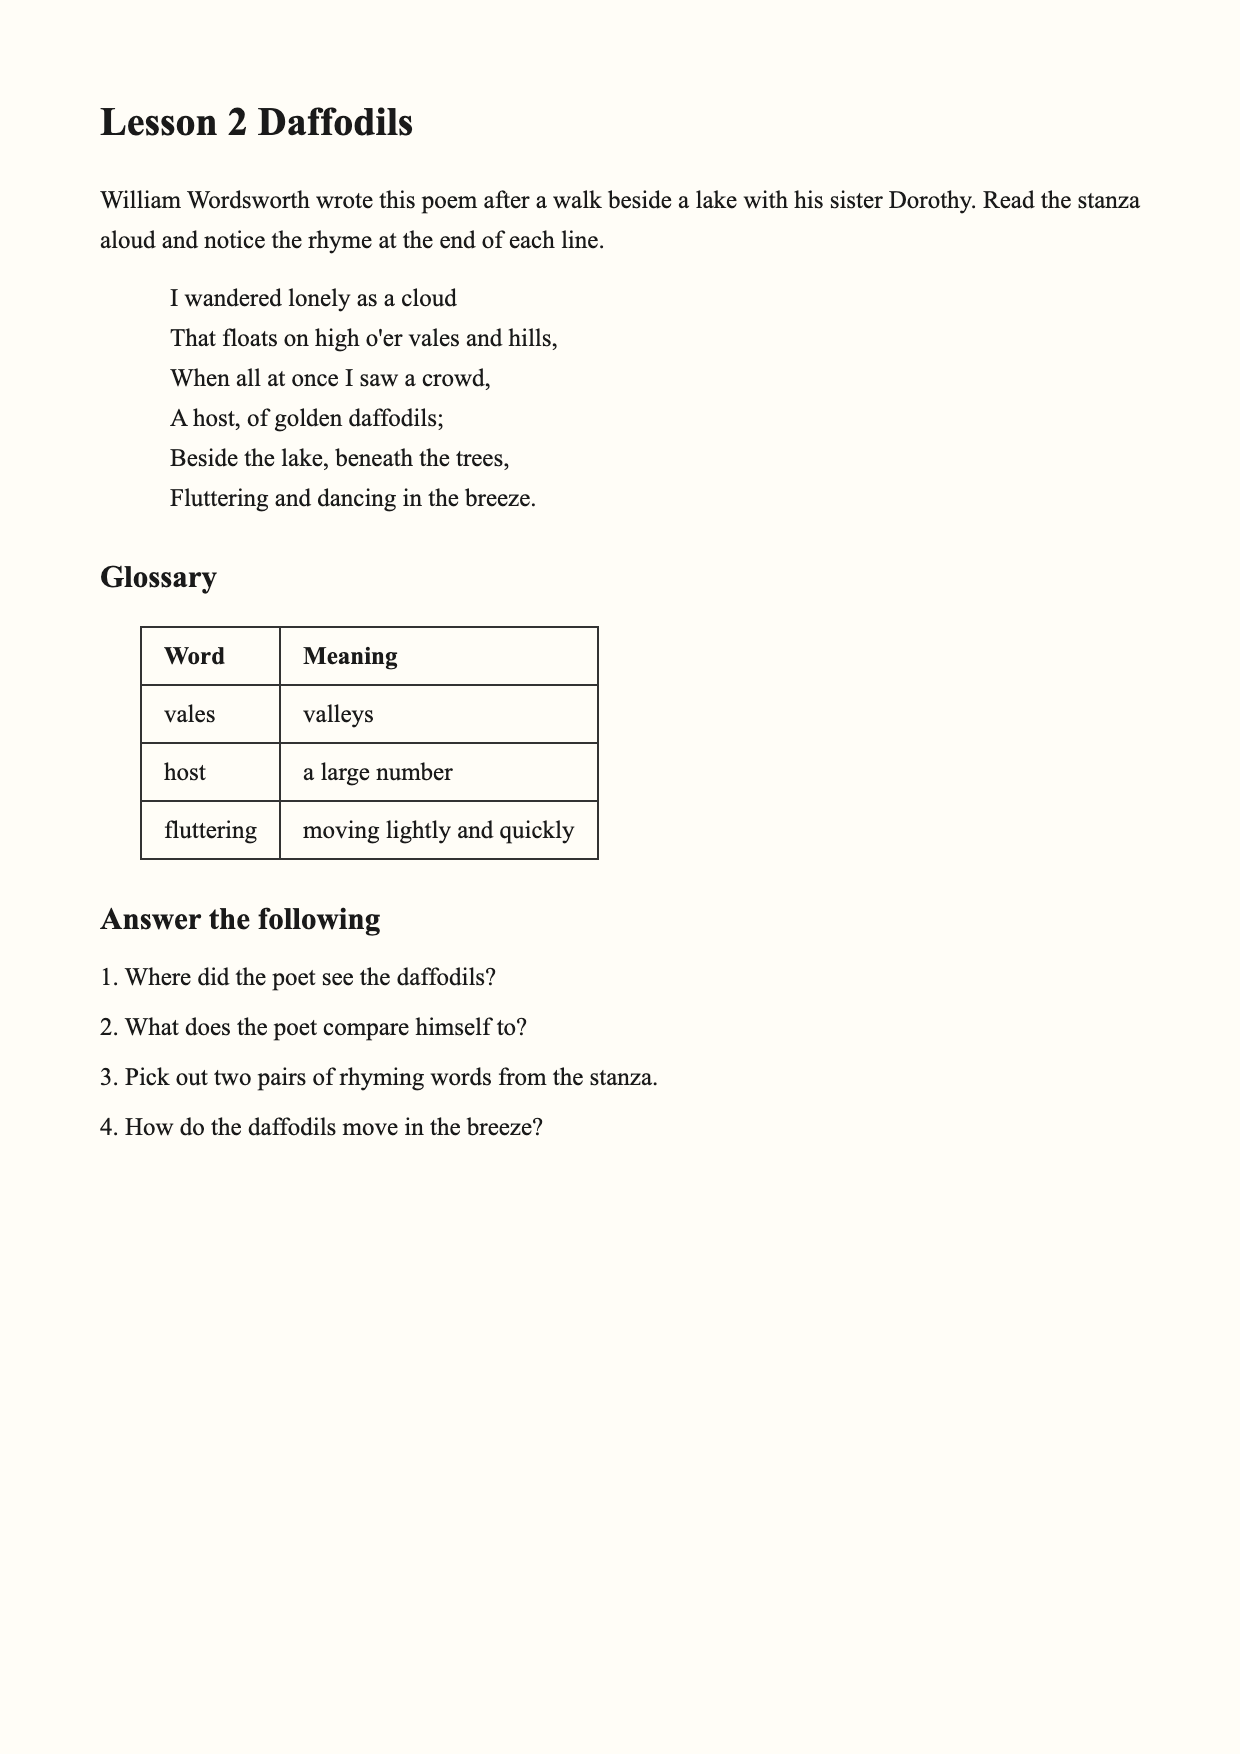 Lesson 2 Daffodils
William Wordsworth wrote this poem after a walk beside a lake with his sister Dorothy. Read the stanza
aloud and notice the rhyme at the end of each line.
I wandered lonely as a cloud
That floats on high o'er vales and hills,
When all at once I saw a crowd,
A host, of golden daffodils;
Beside the lake, beneath the trees,
Fluttering and dancing in the breeze.
Glossary
Word Meaning
vales valleys
host a large number
fluttering moving lightly and quickly
Answer the following
1. Where did the poet see the daffodils?
2. What does the poet compare himself to?
3. Pick out two pairs of rhyming words from the stanza.
4. How do the daffodils move in the breeze?